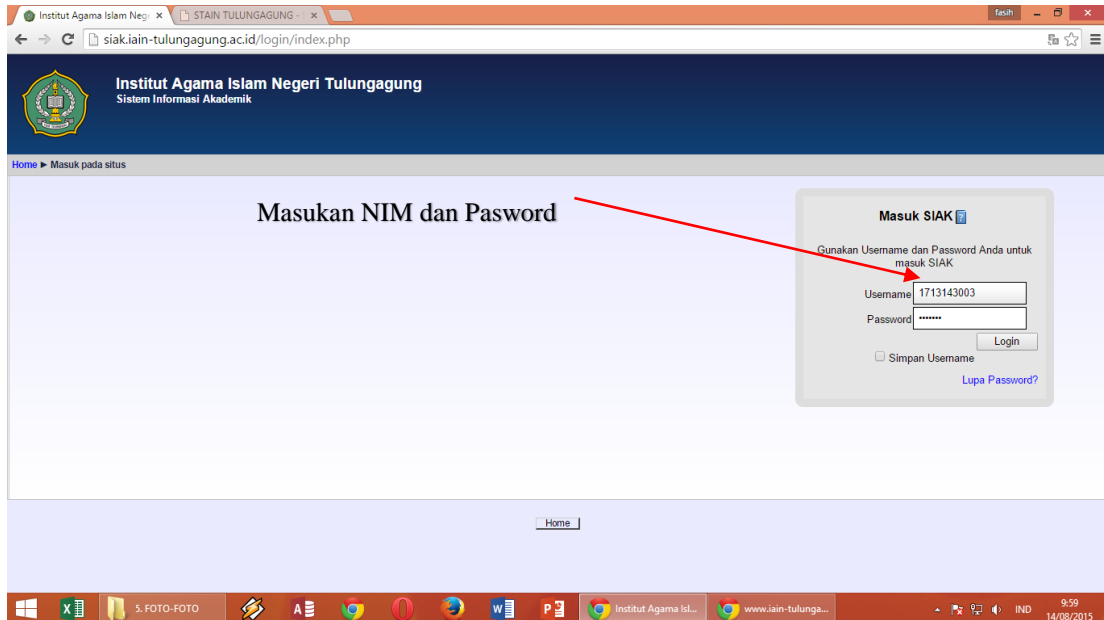 Institut Agama Islam Neg
STAIN TULUNGAGUNG -
fasih
siak.iain-tulungagung.ac.id/login/index.php
Institut Agama Islam Negeri Tulungagung
Sistem Informasi Akademik
Home ► Masuk pada situs
Masukan NIM dan Pasword
Masuk SIAK ?
Gunakan Username dan Password Anda untuk
masuk SIAK
Username 1713143003
Password •••••••
Login
Simpan Username
Lupa Password?
Home
5. FOTO-FOTO
Institut Agama Isl...
www.iain-tulunga...
IND
9:59
14/08/2015